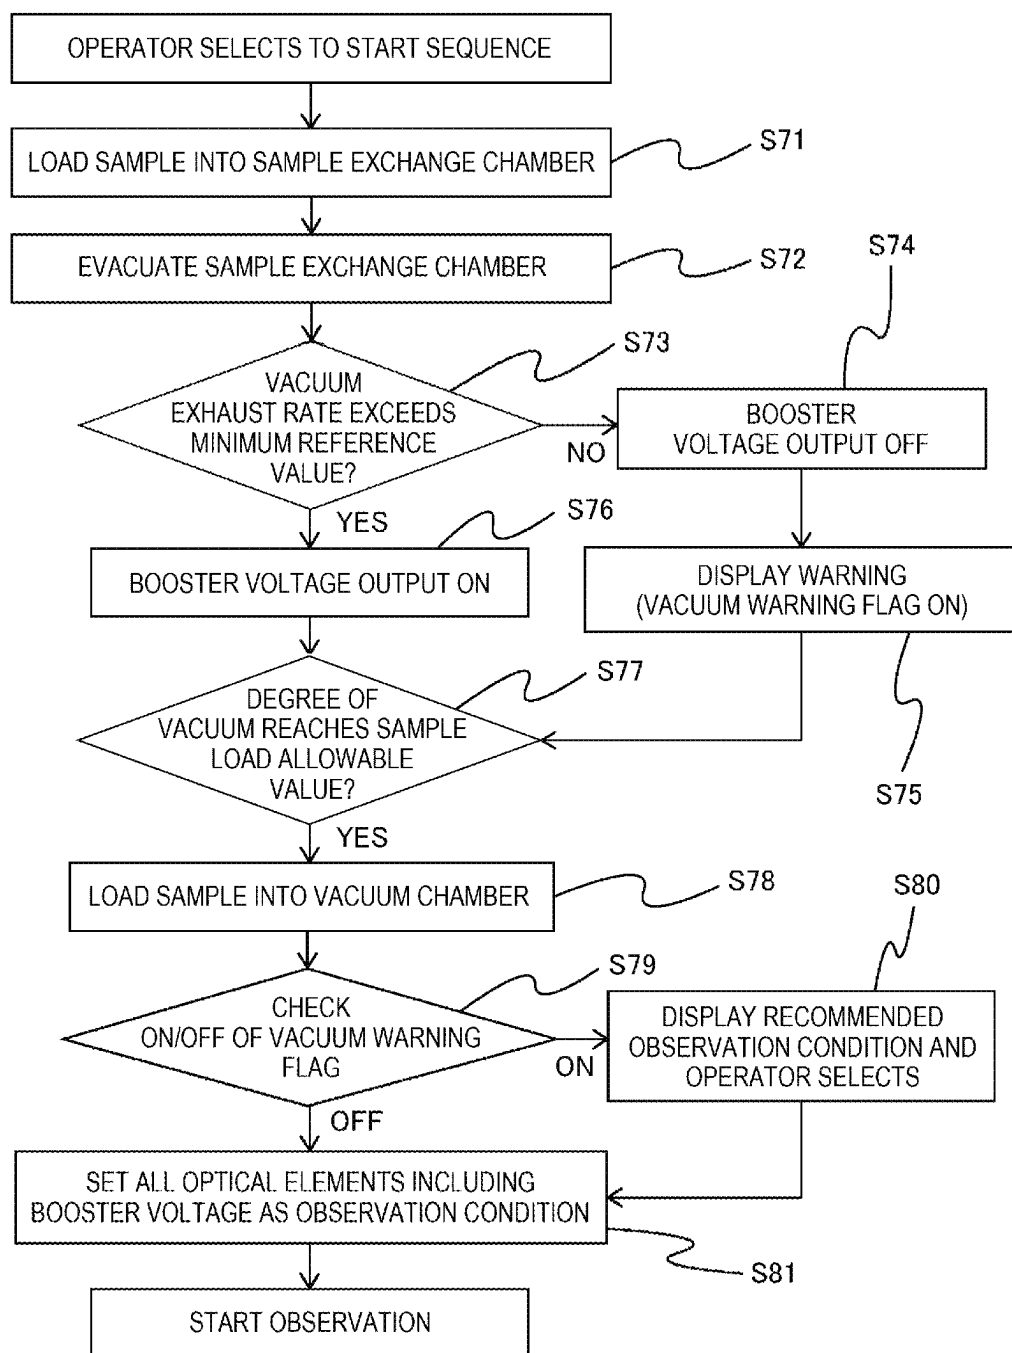 OPERATOR SELECTS TO START SEQUENCE
LOAD SAMPLE INTO SAMPLE EXCHANGE CHAMBER
S71
EVACUATE SAMPLE EXCHANGE CHAMBER
S72
S73
VACUUM
EXHAUST RATE EXCEEDS
MINIMUM REFERENCE
VALUE?
NO
S74
BOOSTER
VOLTAGE OUTPUT OFF
YES
S76
BOOSTER VOLTAGE OUTPUT ON
DISPLAY WARNING
(VACUUM WARNING FLAG ON)
S75
S77
DEGREE OF
VACUUM REACHES SAMPLE
LOAD ALLOWABLE
VALUE?
YES
LOAD SAMPLE INTO VACUUM CHAMBER
S78
S79
CHECK
ON/OFF OF VACUUM WARNING
FLAG
ON
S80
DISPLAY RECOMMENDED
OBSERVATION CONDITION AND
OPERATOR SELECTS
OFF
SET ALL OPTICAL ELEMENTS INCLUDING
BOOSTER VOLTAGE AS OBSERVATION CONDITION
S81
START OBSERVATION